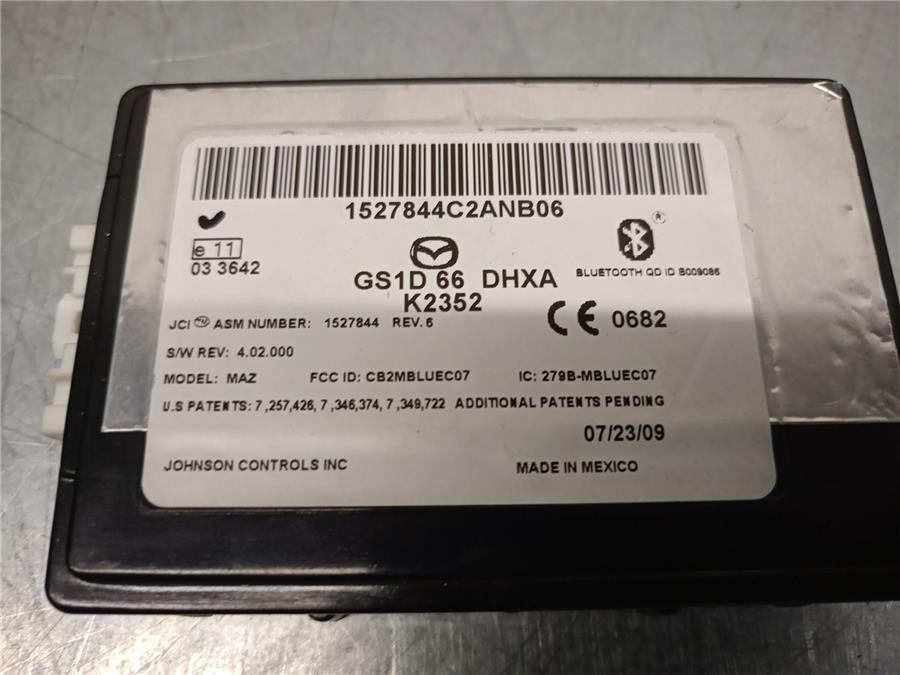 1527844C2ANB06
e 11
03 3642
GS1D 66 DHXA
K2352
BLUETOOTH QD ID B009086
®
JCI TM ASM NUMBER: 1527844 REV. 6
CE 0682
S/W REV: 4.02.000
MODEL: MAZ FCC ID: CB2MBLUEC07 IC: 279B-MBLUEC07
U.S PATENTS: 7 ,257,426, 7 ,346,374, 7 ,349,722 ADDITIONAL PATENTS PENDING
07/23/09
JOHNSON CONTROLS INC MADE IN MEXICO